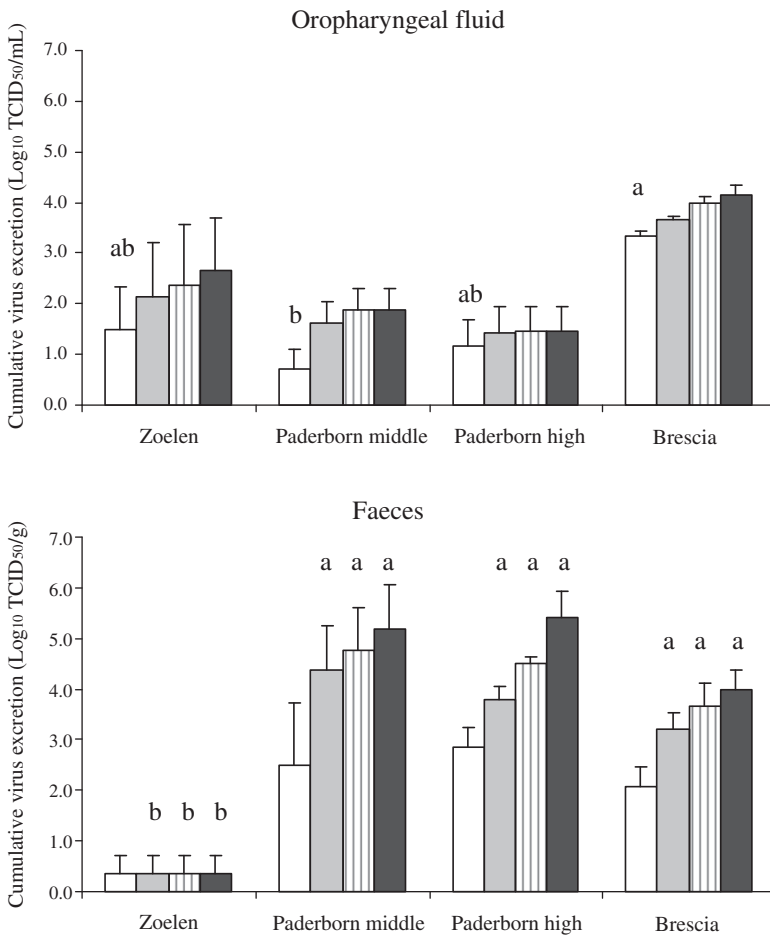 Oropharyngeal fluid
Cumulative virus excretion (Log10 TCID50/mL)
7.0
6.0
5.0
4.0
3.0
2.0
1.0
0.0
ab
b
ab
a
Zoelen
Paderborn middle
Paderborn high
Brescia
Faeces
Cumulative virus excretion (Log10 TCID50/g)
7.0
6.0
5.0
4.0
3.0
2.0
1.0
0.0
b b b
a a a
a a a
a a a
Zoelen
Paderborn middle
Paderborn high
Brescia